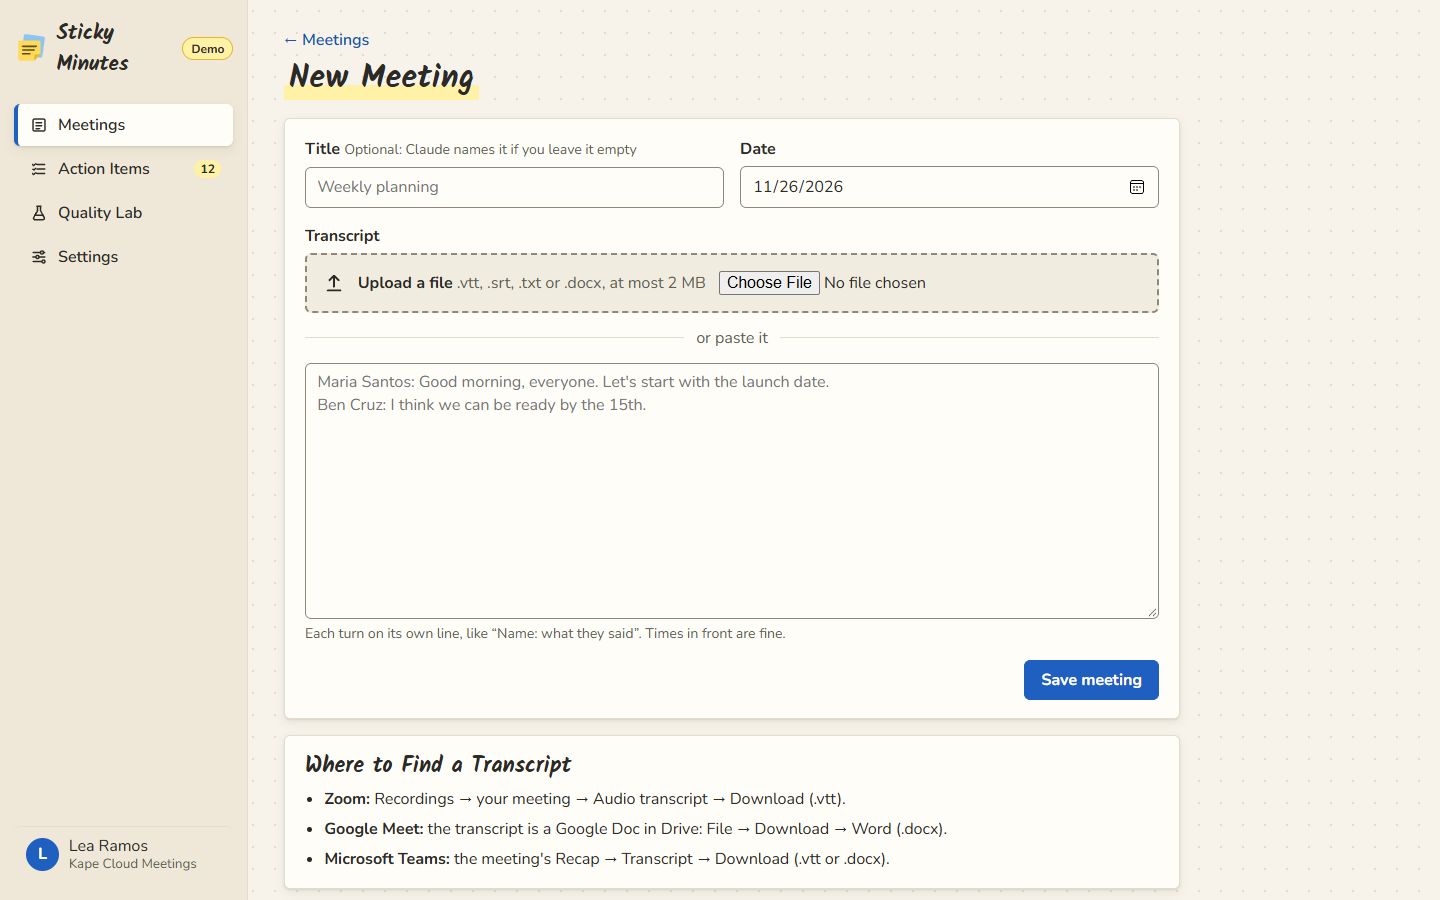 Sticky
Minutes
Demo
Meetings
Action Items
12
Quality Lab
Settings
L
Lea Ramos
Kape Cloud Meetings
← Meetings
New Meeting
Title Optional: Claude names it if you leave it empty
Weekly planning
Date
11/26/2026
Transcript
Upload a file .vtt, .srt, .txt or .docx, at most 2 MB Choose File No file chosen
or paste it
Maria Santos: Good morning, everyone. Let's start with the launch date.
Ben Cruz: I think we can be ready by the 15th.
Each turn on its own line, like “Name: what they said”. Times in front are fine.
Save meeting
Where to Find a Transcript
• Zoom: Recordings → your meeting → Audio transcript → Download (.vtt).
• Google Meet: the transcript is a Google Doc in Drive: File → Download → Word (.docx).
• Microsoft Teams: the meeting's Recap → Transcript → Download (.vtt or .docx).